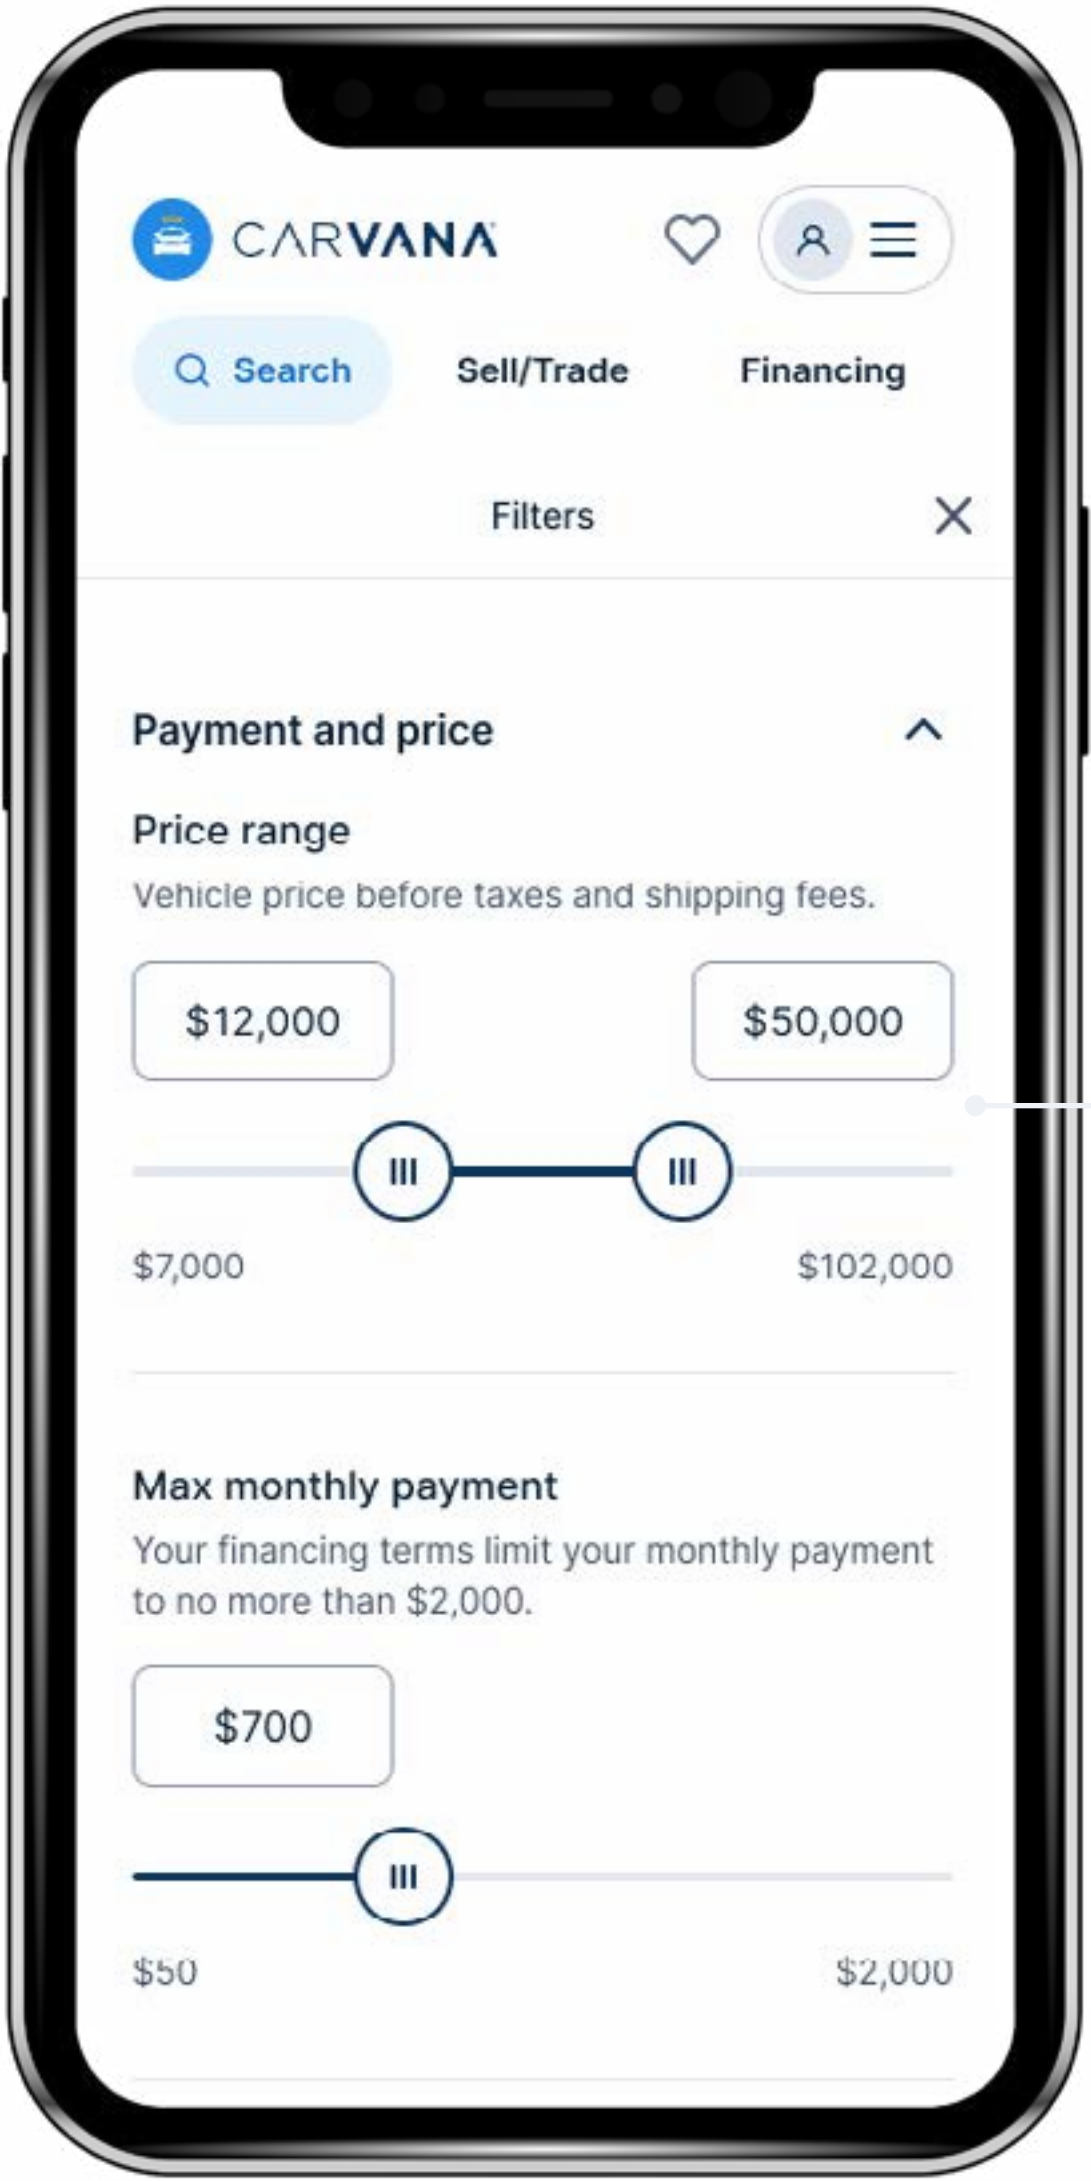 CARVANA
Search Sell/Trade Financing
Filters
Payment and price
Price range
Vehicle price before taxes and shipping fees.
$12,000 $50,000
$7,000 $102,000
Max monthly payment
Your financing terms limit your monthly payment
to no more than $2,000.
$700
$50 $2,000